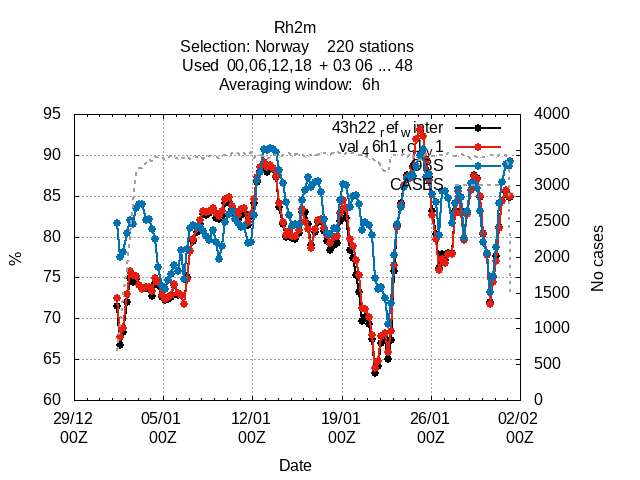 Rh2m
Selection: Norway 220 stations
Used 00,06,12,18 + 03 06 ... 48
Averaging window: 6h
95
90
85
80
75
70
65
60
%
4000
3500
3000
2500
2000
1500
1000
500
0
No cases
43h22_ref_winter
OBS
CASES
29/12 00Z
05/01 00Z
12/01 00Z
19/01 00Z
26/01 00Z
02/02 00Z
Date